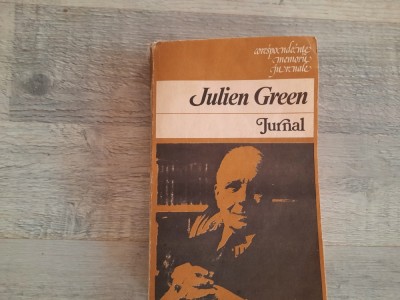 corespondențe
memorii
jurnale
Julien Green
Jurnal